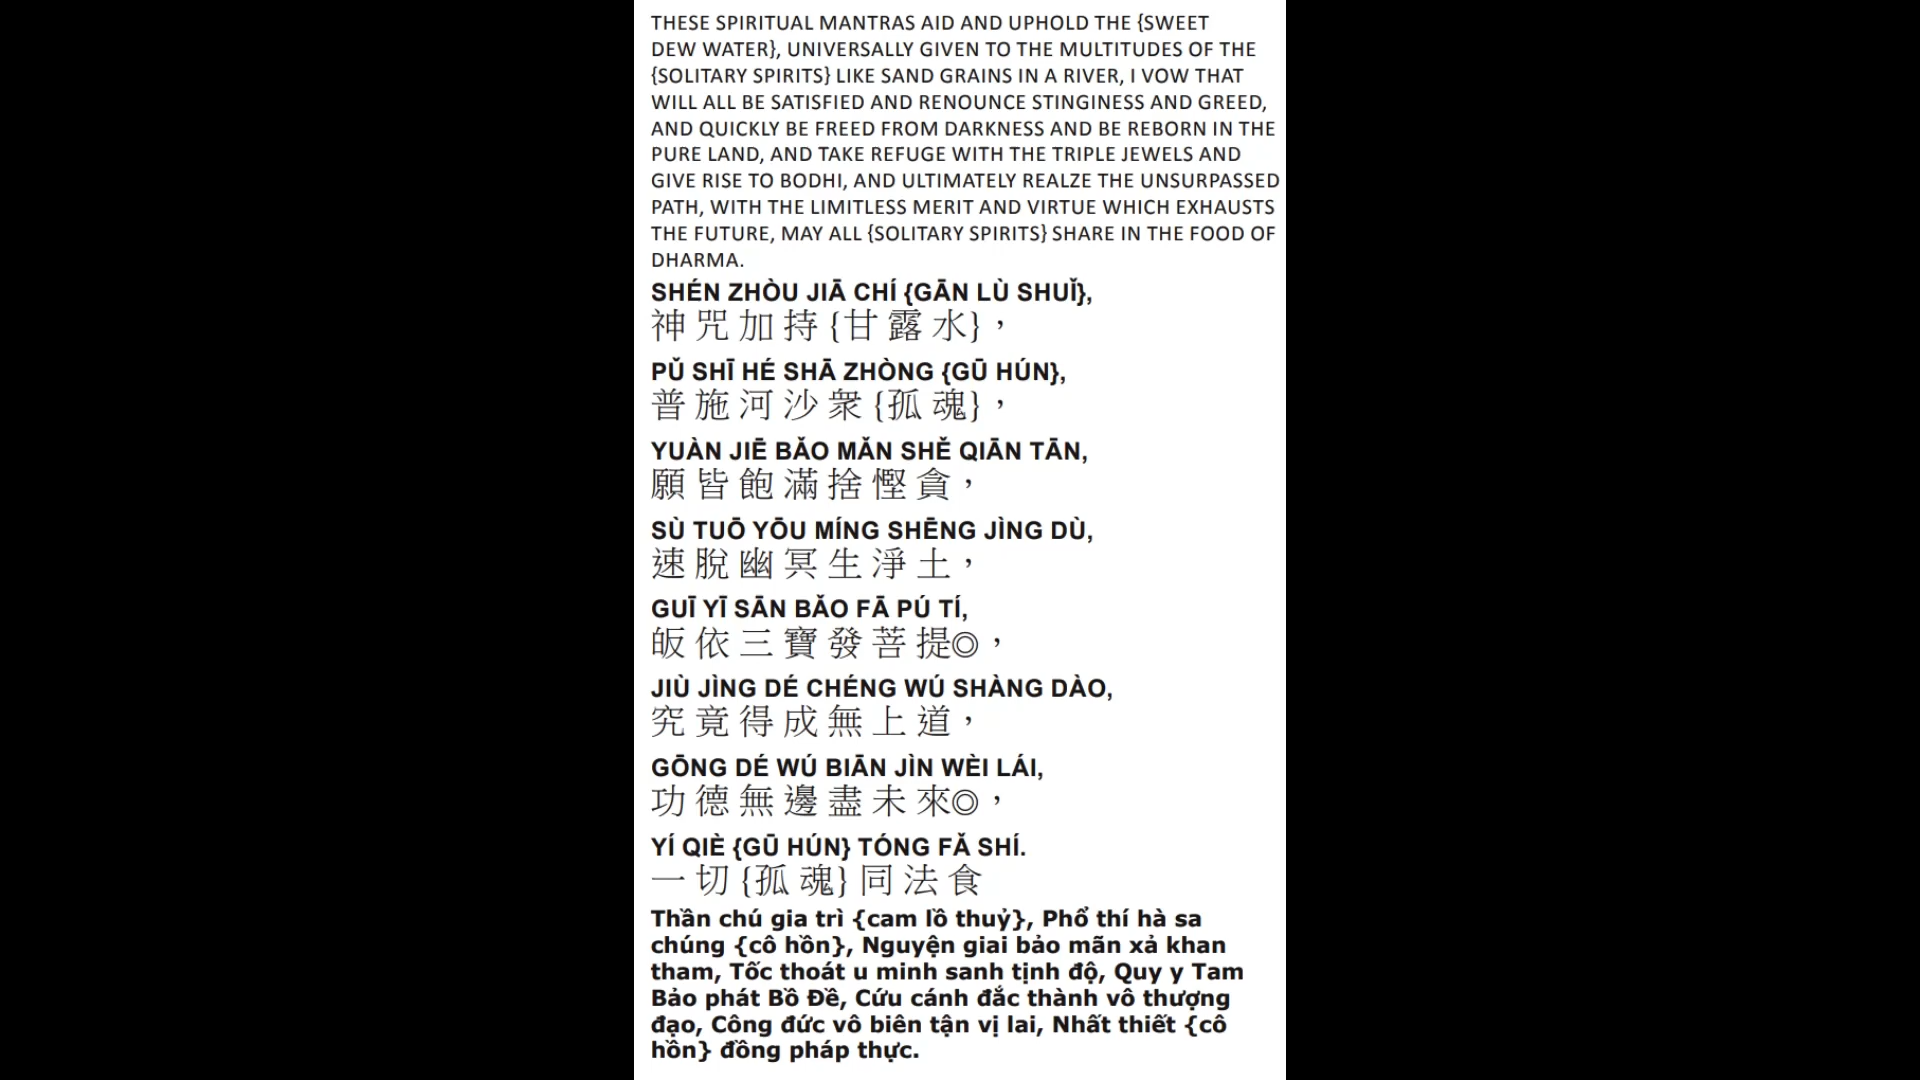 THESE SPIRITUAL MANTRAS AID AND UPHOLD THE {SWEET
DEW WATER}, UNIVERSALLY GIVEN TO THE MULTITUDES OF THE
{SOLITARY SPIRITS} LIKE SAND GRAINS IN A RIVER, I VOW THAT
WILL ALL BE SATISFIED AND RENOUNCE STINGINESS AND GREED,
AND QUICKLY BE FREED FROM DARKNESS AND BE REBORN IN THE
PURE LAND, AND TAKE REFUGE WITH THE TRIPLE JEWELS AND
GIVE RISE TO BODHI, AND ULTIMATELY REALZE THE UNSURPASSED
PATH, WITH THE LIMITLESS MERIT AND VIRTUE WHICH EXHAUSTS
THE FUTURE, MAY ALL {SOLITARY SPIRITS} SHARE IN THE FOOD OF
DHARMA.
SHÉN ZHÒU JIĀ CHÍ {GĀN LÙ SHUǏ},
神 咒 加 持 {甘 露 水}，
PǓ SHĪ HÉ SHĀ ZHÒNG {GŪ HÚN},
普 施 河 沙 衆 {孤 魂}，
YUÀN JIĒ BǍO MǍN SHĚ QIĀN TĀN,
願 皆 飽 滿 捨 慳 貪，
SÙ TUŌ YŌU MÍNG SHĒNG JÌNG DÙ,
速 脫 幽 冥 生 淨 土，
GUĪ YĪ SĀN BǍO FĀ PÚ TÍ,
皈 依 三 寶 發 菩 提◎，
JIÙ JÌNG DÉ CHÉNG WÚ SHÀNG DÀO,
究 竟 得 成 無 上 道，
GŌNG DÉ WÚ BIĀN JÌN WÈI LÁI,
功 德 無 邊 盡 未 來◎，
YÍ QIÈ {GŪ HÚN} TÓNG FǍ SHÍ.
一 切 {孤 魂} 同 法 食
Thần chú gia trì {cam lồ thuỷ}, Phổ thí hà sa
chúng {cô hồn}, Nguyện giai bảo mãn xả khan
tham, Tốc thoát u minh sanh tịnh độ, Quy y Tam
Bảo phát Bồ Đề, Cứu cánh đắc thành vô thượng
đạo, Công đức vô biên tận vị lai, Nhất thiết {cô
hồn} đồng pháp thực.